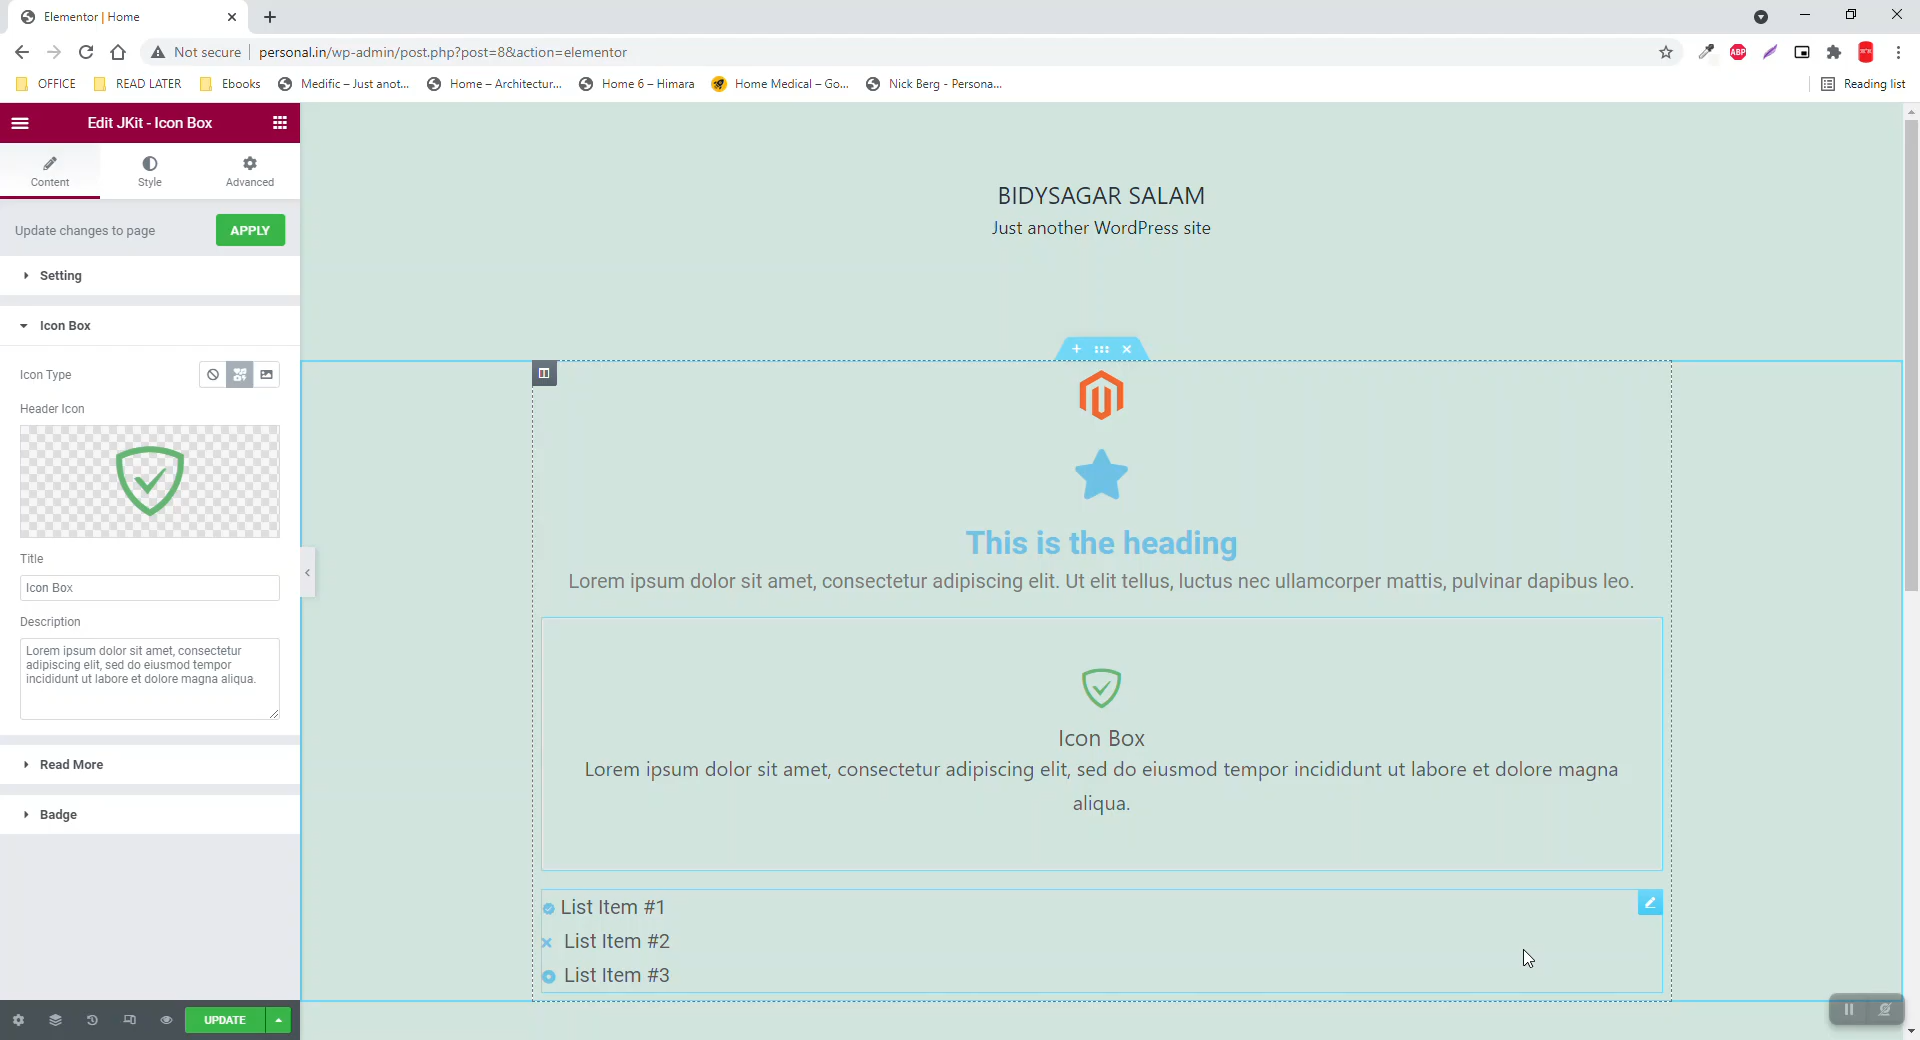 Elementor | Home
Not secure
personal.in/wp-admin/post.php?post=8&action=elementor
ABP
OFFICE
READ LATER
Ebooks
Medific – Just anot...
Home – Architectur...
Home 6 – Himara
Home Medical – Go...
Nick Berg - Persona...
Reading list
Edit JKit - Icon Box
Content
Style
Advanced
Update changes to page
APPLY
Setting
Icon Box
Icon Type
Header Icon
Title
Icon Box
Description
Lorem ipsum dolor sit amet, consectetur
adipiscing elit, sed do eiusmod tempor
incididunt ut labore et dolore magna aliqua.
Read More
Badge
UPDATE
BIDYSAGAR SALAM
Just another WordPress site
This is the heading
Lorem ipsum dolor sit amet, consectetur adipiscing elit. Ut elit tellus, luctus nec ullamcorper mattis, pulvinar dapibus leo.
Icon Box
Lorem ipsum dolor sit amet, consectetur adipiscing elit, sed do eiusmod tempor incididunt ut labore et dolore magna
aliqua.
List Item #1
List Item #2
List Item #3